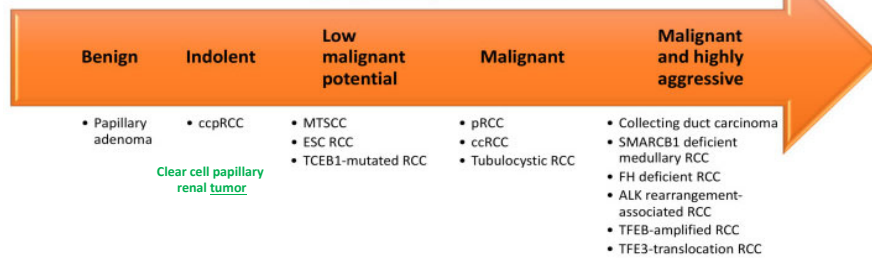 Benign
Indolent
Low
malignant
potential
Malignant
Malignant
and highly
aggressive
• Papillary
adenoma
• ccpRCC
Clear cell papillary
renal tumor
• MTSCC
• ESC RCC
• TCEB1-mutated RCC
• pRCC
• ccRCC
• Tubulocystic RCC
• Collecting duct carcinoma
• SMARCB1 deficient
medullary RCC
• FH deficient RCC
• ALK rearrangement-
associated RCC
• TFEB-amplified RCC
• TFE3-translocation RCC